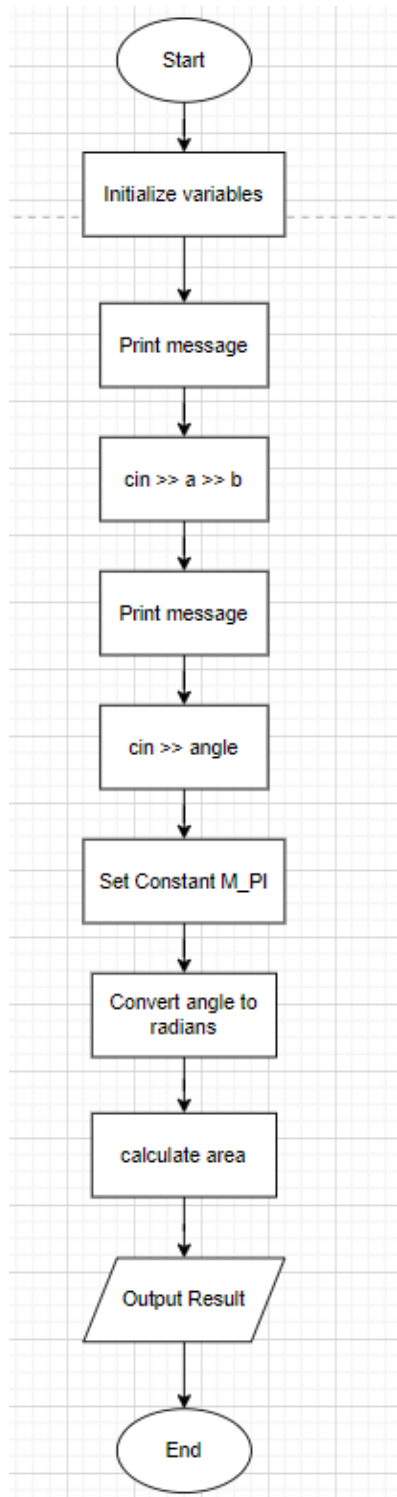 Start
Initialize variables
Print message
cin >> a >> b
Print message
cin >> angle
Set Constant M_PI
Convert angle to
radians
calculate area
Output Result
End